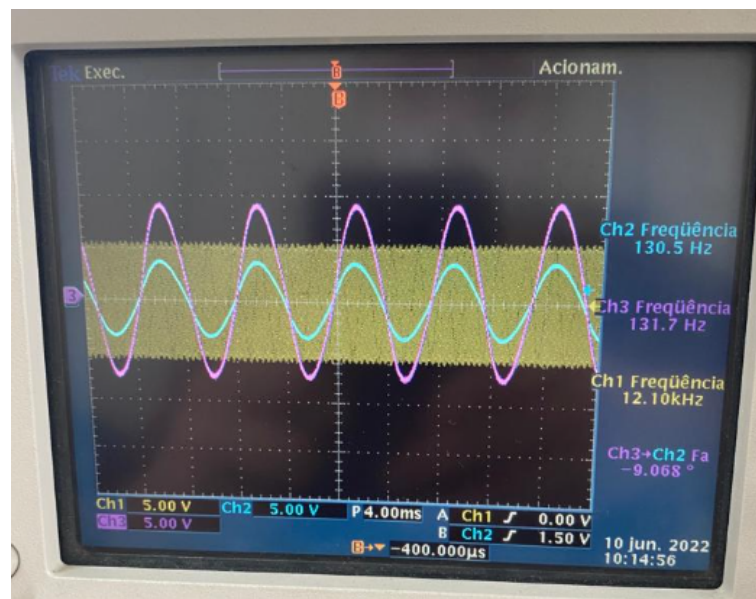 Tek Exec. Acionam.
B
B
3
Ch2 Freqüência
130.5 Hz
Ch3 Freqüência
131.7 Hz
Ch1 Freqüência
12.10kHz
Ch3→Ch2 Fa
-9.068 °
Ch1 5.00 V Ch2 5.00 V P 4.00ms A Ch1 ∫ 0.00 V
Ch3 5.00 V B Ch2 ∫ 1.50 V
B→▼ -400.000µs
10 jun. 2022
10:14:56